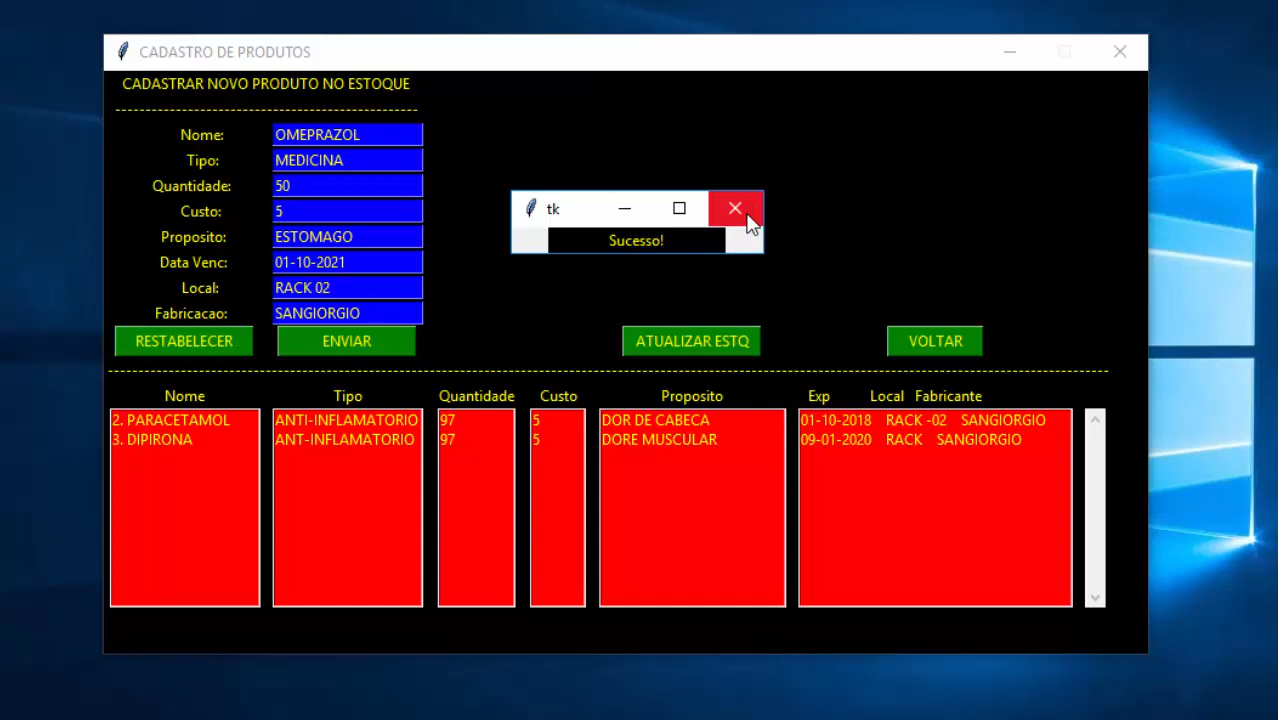 CADASTRO DE PRODUTOS
CADASTRAR NOVO PRODUTO NO ESTOQUE
Nome: OMEPRAZOL
Tipo: MEDICINA
Quantidade: 50
Custo: 5
Proposito: ESTOMAGO
Data Venc: 01-10-2021
Local: RACK 02
Fabricacao: SANGIORGIO
tk
Sucesso!
RESTABELECER ENVIAR ATUALIZAR ESTQ VOLTAR
Nome Tipo Quantidade Custo Proposito Exp Local Fabricante
2. PARACETAMOL ANTI-INFLAMATORIO 97 5 DOR DE CABECA 01-10-2018 RACK -02 SANGIORGIO
3. DIPIRONA ANT-INFLAMATORIO 97 5 DORE MUSCULAR 09-01-2020 RACK SANGIORGIO